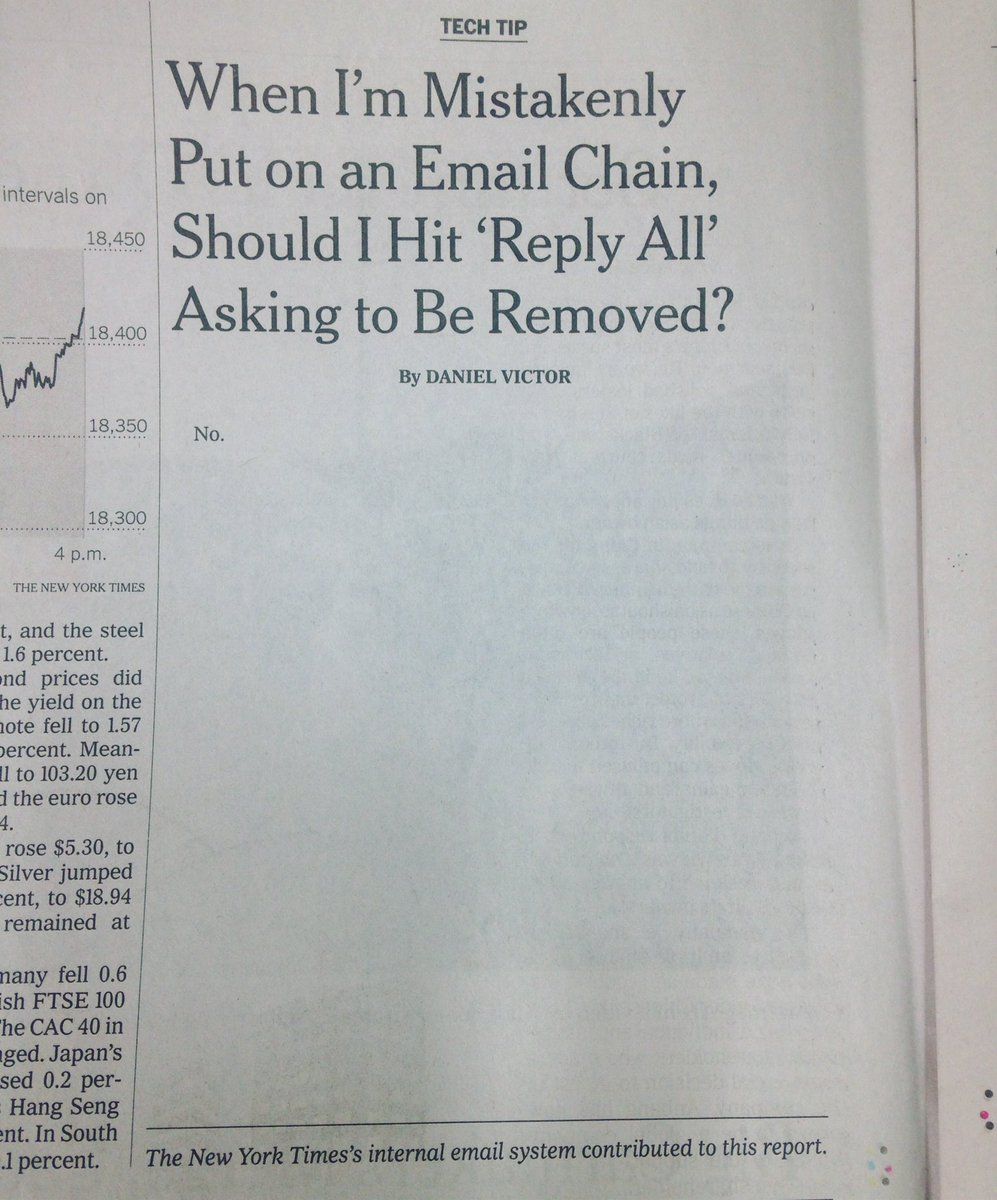 TECH TIP
When I'm Mistakenly
Put on an Email Chain,
Should I Hit 'Reply All'
Asking to Be Removed?
By DANIEL VICTOR
No.
The New York Times's internal email system contributed to this report.
intervals on
18,450
18,400
18,350
18,300
4 p.m.
THE NEW YORK TIMES
t, and the steel
1.6 percent.
ond prices did
he yield on the
note fell to 1.57
percent. Mean-
ll to 103.20 yen
d the euro rose
4.
rose $5.30, to
Silver jumped
cent, to $18.94
remained at
many fell 0.6
ish FTSE 100
The CAC 40 in
nged. Japan's
sed 0.2 per-
Hang Seng
ent. In South
.1 percent.